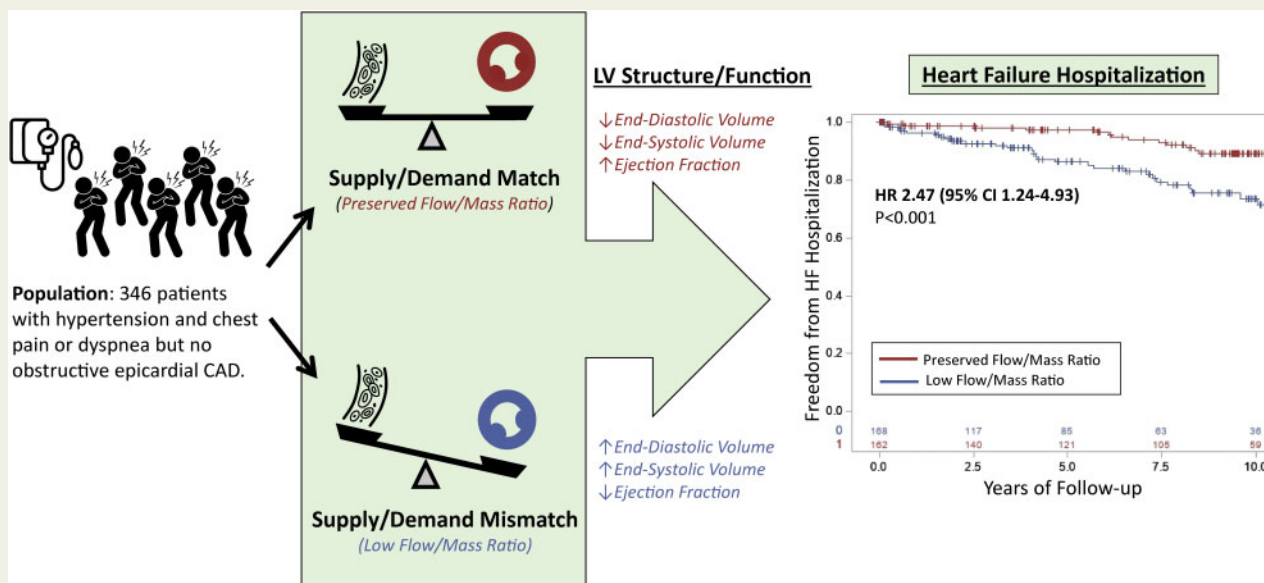 Population: 346 patients
with hypertension and chest
pain or dyspnea but no
obstructive epicardial CAD.
Supply/Demand Match
(Preserved Flow/Mass Ratio)
Supply/Demand Mismatch
(Low Flow/Mass Ratio)
LV Structure/Function
↓End-Diastolic Volume
↓End-Systolic Volume
↑Ejection Fraction
↑End-Diastolic Volume
↑End-Systolic Volume
↓Ejection Fraction
Heart Failure Hospitalization
Freedom from HF Hospitalization
1.0
0.8
0.6
0.4
0.2
0.0
HR 2.47 (95% CI 1.24-4.93)
P<0.001
Preserved Flow/Mass Ratio
Low Flow/Mass Ratio
0 168 117 85 63 36
1 162 140 121 105 59
0.0 2.5 5.0 7.5 10.0
Years of Follow-up